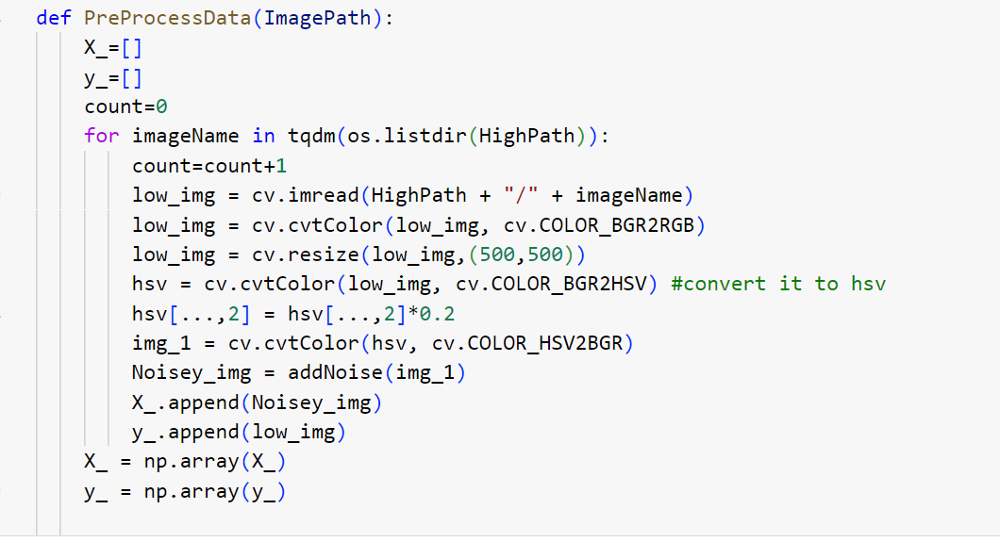 def PreProcessData(ImagePath):
    X_=[]
    y_=[]
    count=0
    for imageName in tqdm(os.listdir(HighPath)):
        count=count+1
        low_img = cv.imread(HighPath + "/" + imageName)
        low_img = cv.cvtColor(low_img, cv.COLOR_BGR2RGB)
        low_img = cv.resize(low_img,(500,500))
        hsv = cv.cvtColor(low_img, cv.COLOR_BGR2HSV) #convert it to hsv
        hsv[...,2] = hsv[...,2]*0.2
        img_1 = cv.cvtColor(hsv, cv.COLOR_HSV2BGR)
        Noisey_img = addNoise(img_1)
        X_.append(Noisey_img)
        y_.append(low_img)
    X_ = np.array(X_)
    y_ = np.array(y_)